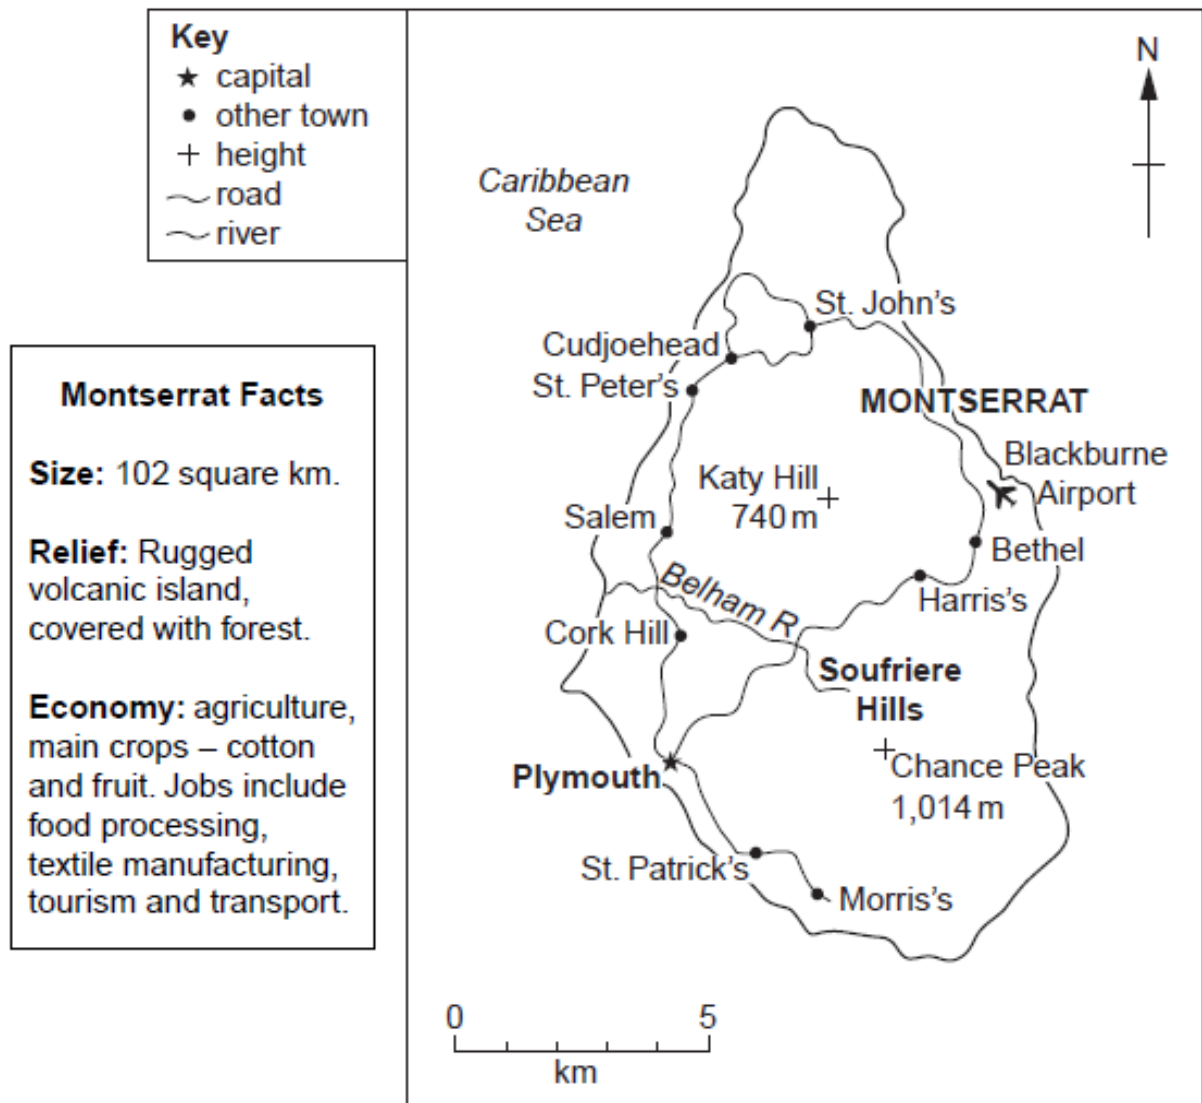 Key
capital
other town
height
road
river
Montserrat Facts
Size: 102 square km.
Relief: Rugged
volcanic island,
covered with forest.
Economy: agriculture,
main crops – cotton
and fruit. Jobs include
food processing,
textile manufacturing,
tourism and transport.
N
Caribbean
Sea
St. John's
Cudjoehead
St. Peter's
MONTSERRAT
Blackburne
Airport
Katy Hill
740 m
Salem
Bethel
Belham R
Harris's
Cork Hill
Soufriere
Hills
Plymouth
Chance Peak
1,014 m
St. Patrick's
Morris's
0 5
km